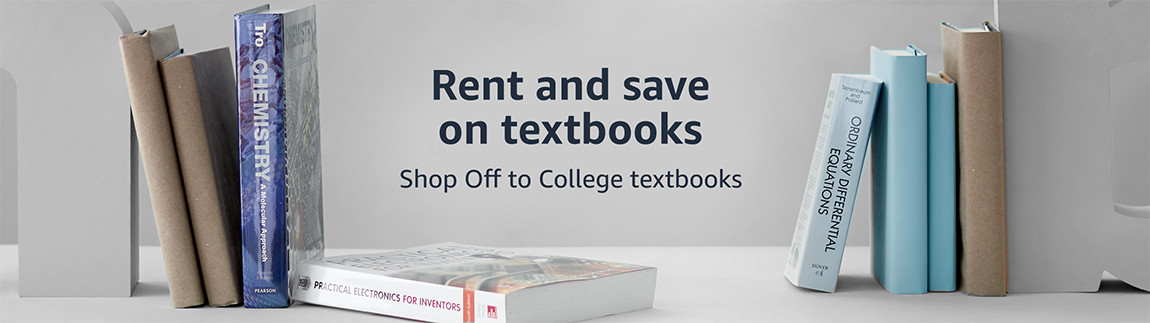 Rent and save
on textbooks
Shop Off to College textbooks
Tro
CHEMISTRY
A Molecular Approach
PEARSON
PRACTICAL ELECTRONICS FOR INVENTORS
Tenenbaum
and
Pollard
ORDINARY DIFFERENTIAL
EQUATIONS
DOVER